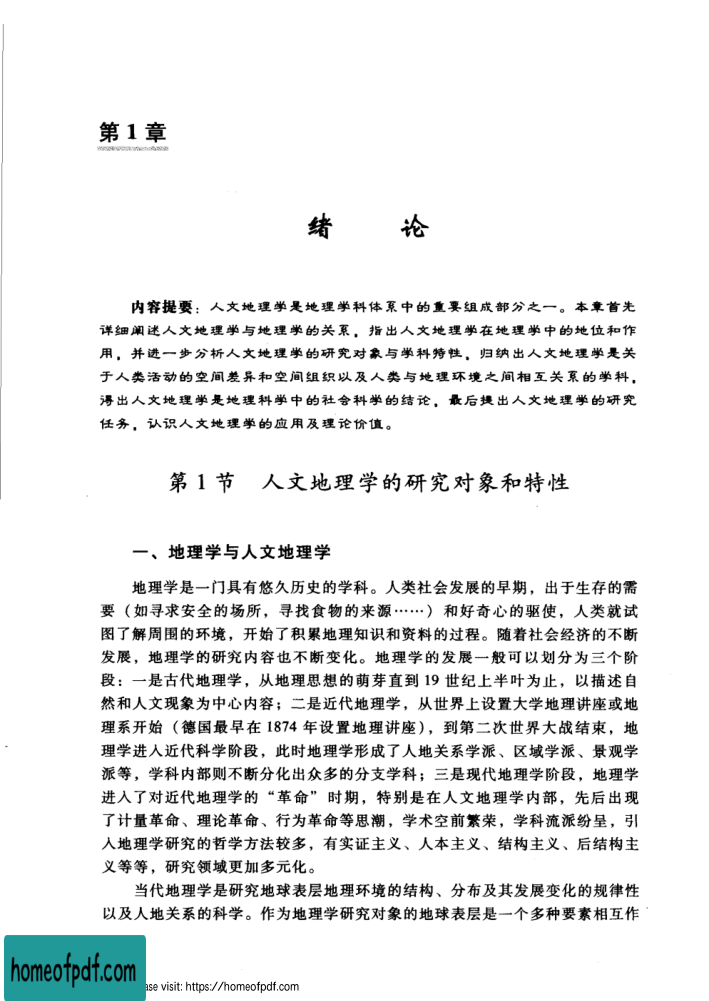 第1章
绪 论
内容提要：人文地理学是地理学科体系中的重要组成部分之一。本章首先
详细阐述人文地理学与地理学的关系，指出人文地理学在地理学中的地位和作
用，并进一步分析人文地理学的研究对象与学科特性，归纳出人文地理学是关
于人类活动的空间差异和空间组织以及人类与地理环境之间相互关系的学科，
得出人文地理学是地理科学中的社会科学的结论，最后提出人文地理学的研究
任务，认识人文地理学的应用及理论价值。
第1节 人文地理学的研究对象和特性
一、地理学与人文地理学
地理学是一门具有悠久历史的学科。人类社会发展的早期，出于生存的需
要（如寻求安全的场所，寻找食物的来源……）和好奇心的驱使，人类就试
图了解周围的环境，开始了积累地理知识和资料的过程。随着社会经济的不断
发展，地理学的研究内容也不断变化。地理学的发展一般可以划分为三个阶
段：一是古代地理学，从地理思想的萌芽直到19世纪上半叶为止，以描述自
然和人文现象为中心内容；二是近代地理学，从世界上设置大学地理讲座或地
理系开始（德国最早在1874年设置地理讲座），到第二次世界大战结束，地
理学进入近代科学阶段，此时地理学形成了人地关系学派、区域学派、景观学
派等，学科内部则不断分化出众多的分支学科；三是现代地理学阶段，地理学
进入了对近代地理学的“革命”时期，特别是在人文地理学内部，先后出现
了计量革命、理论革命、行为革命等思潮，学术空前繁荣，学科流派纷呈，引
入地理学研究的哲学方法较多，有实证主义、人本主义、结构主义、后结构主
义等等，研究领域更加多元化。
当代地理学是研究地球表层地理环境的结构、分布及其发展变化的规律性
以及人地关系的科学。作为地理学研究对象的地球表层是一个多种要素相互作
homeofpdf.com
ase visit: https://homeofpdf.com